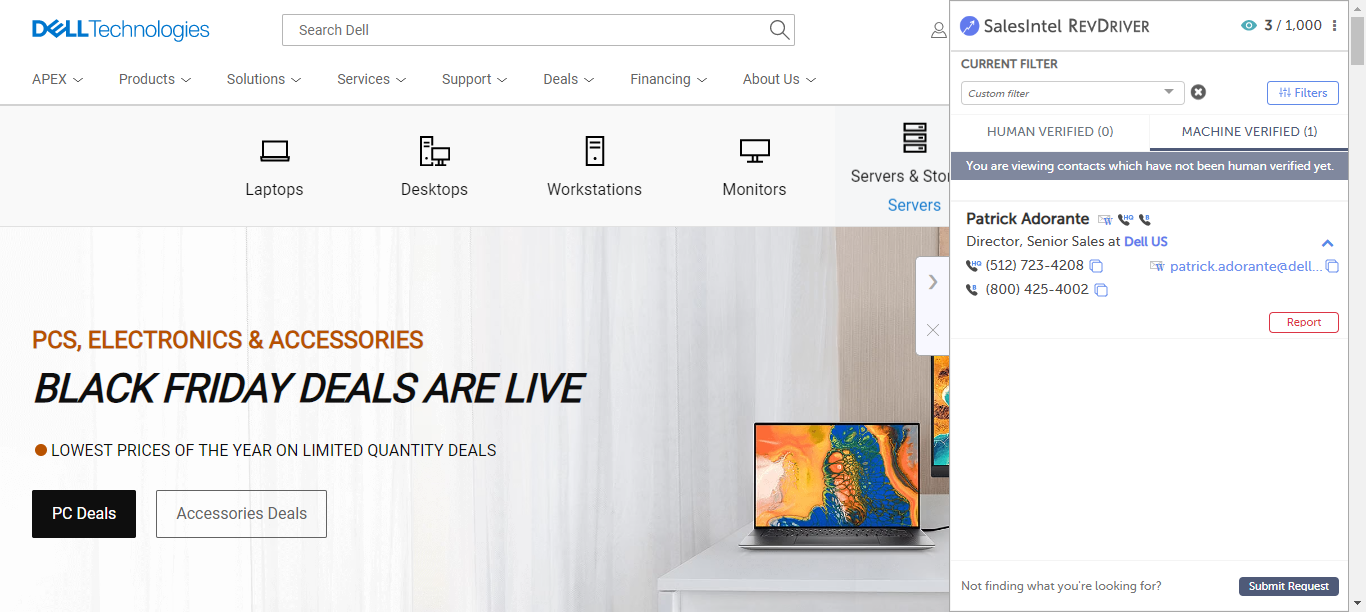 DELL Technologies
Search Dell
APEX Products Solutions Services Support Deals Financing About Us
Laptops
Desktops
Workstations
Monitors
Servers & Sto
Servers
PCS, ELECTRONICS & ACCESSORIES
BLACK FRIDAY DEALS ARE LIVE
LOWEST PRICES OF THE YEAR ON LIMITED QUANTITY DEALS
PC Deals
Accessories Deals
SalesIntel REVDRIVER
3 / 1,000
CURRENT FILTER
Custom filter
Filters
HUMAN VERIFIED (0)
MACHINE VERIFIED (1)
You are viewing contacts which have not been human verified yet.
Patrick Adorante W HQ B
Director, Senior Sales at Dell US
HQ (512) 723-4208
W patrick.adorante@dell...
B (800) 425-4002
Report
Not finding what you're looking for?
Submit Request